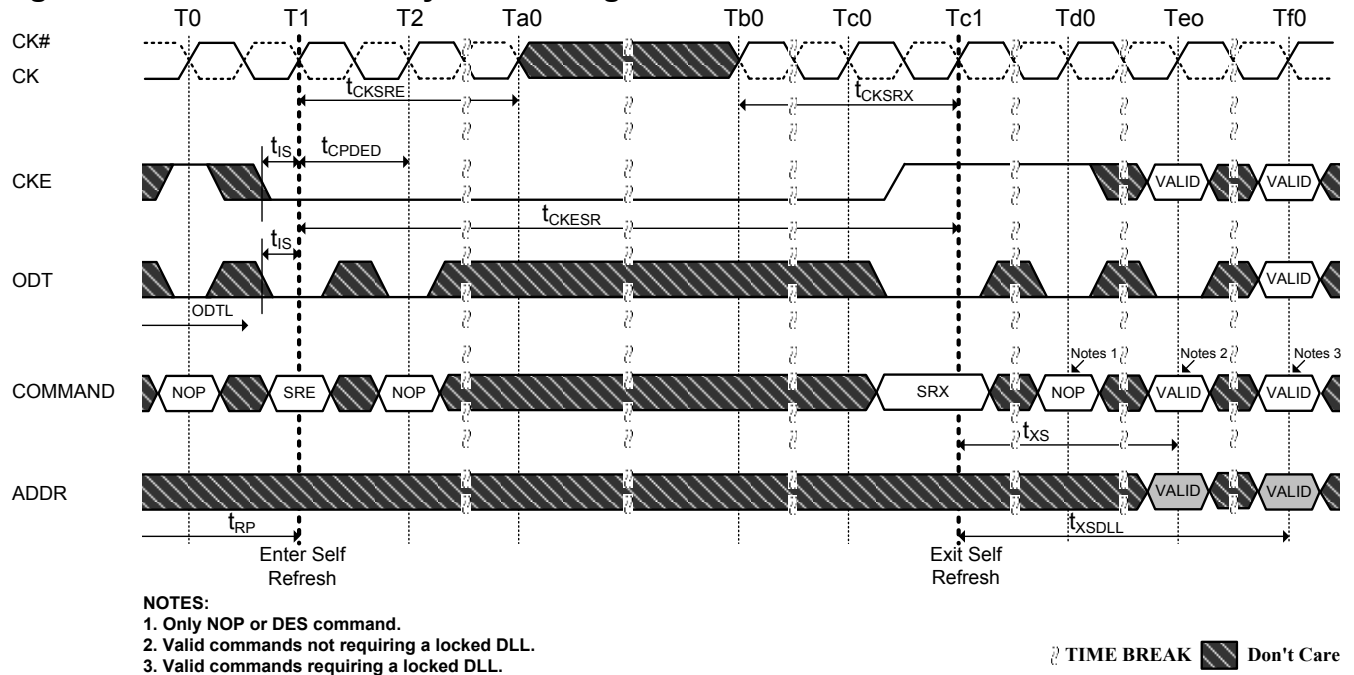 T0 T1 T2 Ta0 Tb0 Tc0 Tc1 Td0 Teo Tf0
CK#
CK
tCKSRE tCKSRX
tIS tCPDED
CKE VALID VALID
tCKESR
tIS
ODT VALID
ODTL
Notes 1 Notes 2 Notes 3
COMMAND NOP SRE NOP SRX NOP VALID VALID
tXS
ADDR VALID VALID
tRP tXSDLL
Enter Self Exit Self
Refresh Refresh
NOTES:
1. Only NOP or DES command.
2. Valid commands not requiring a locked DLL.
3. Valid commands requiring a locked DLL.
TIME BREAK Don't Care